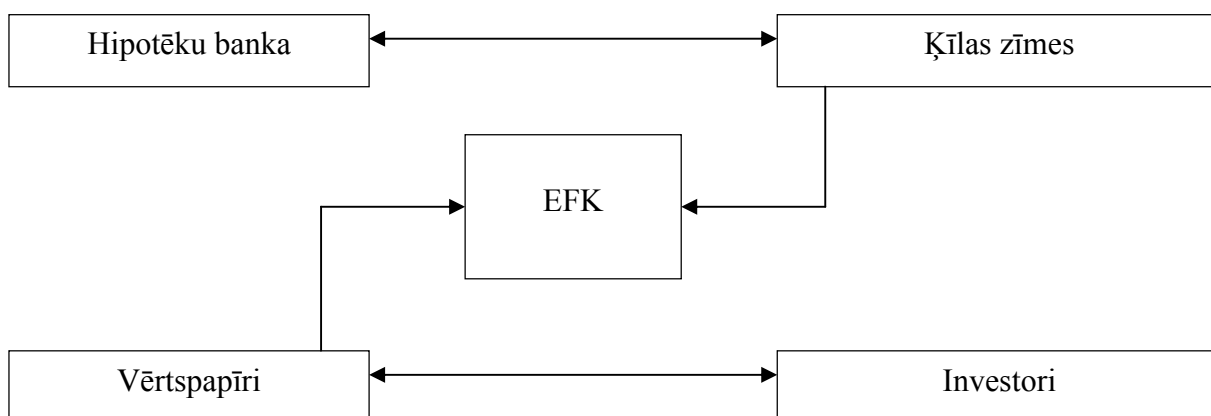 Hipotēku banka
Ķīlas zīmes
EFK
Vērtspapīri
Investori